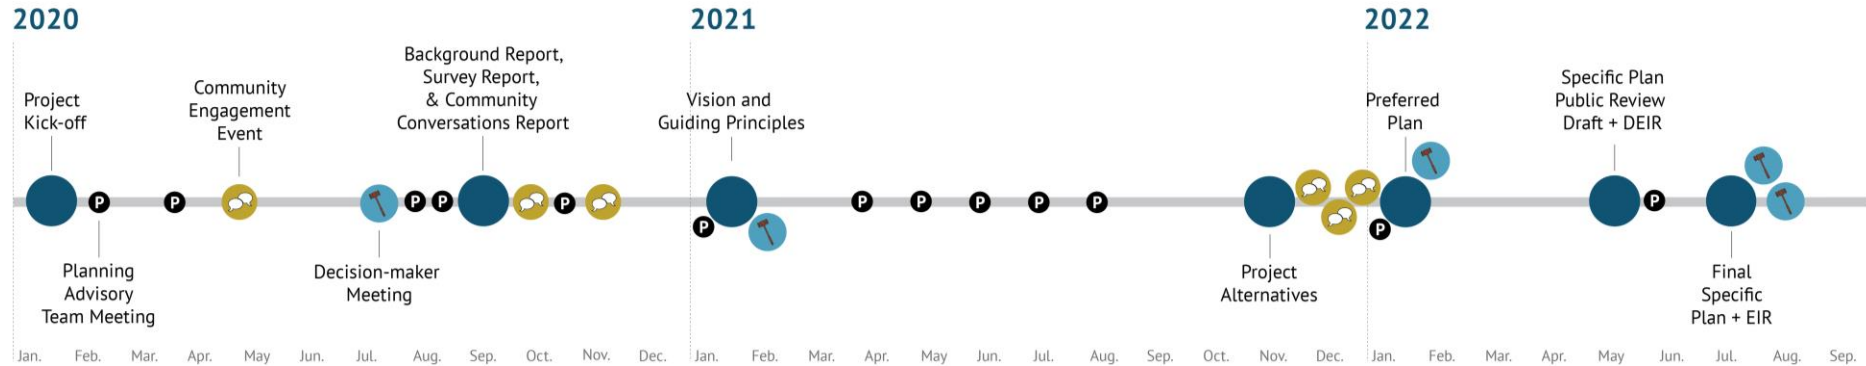 2020
2021
2022
Project
Kick-off
Community
Engagement
Event
Background Report,
Survey Report,
& Community
Conversations Report
Vision and
Guiding Principles
Preferred
Plan
Specific Plan
Public Review
Draft + DEIR
P
P
P
P
P
P
P
P
P
P
P
P
P
Planning
Advisory
Team Meeting
Decision-maker
Meeting
Project
Alternatives
Final
Specific
Plan + EIR
Jan. Feb. Mar. Apr. May Jun. Jul. Aug. Sep. Oct. Nov. Dec. Jan. Feb. Mar. Apr. May Jun. Jul. Aug. Sep. Oct. Nov. Dec. Jan. Feb. Mar. Apr. May Jun. Jul. Aug. Sep.